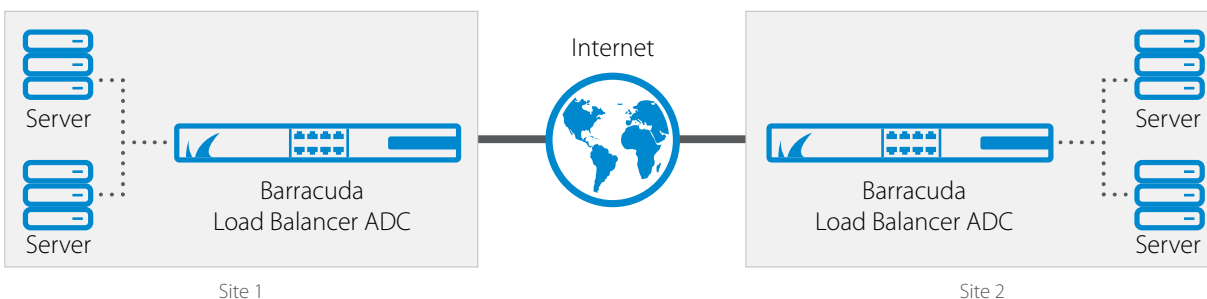 Internet
Server
Server
Barracuda
Load Balancer ADC
Barracuda
Load Balancer ADC
Server
Server
Site 1
Site 2